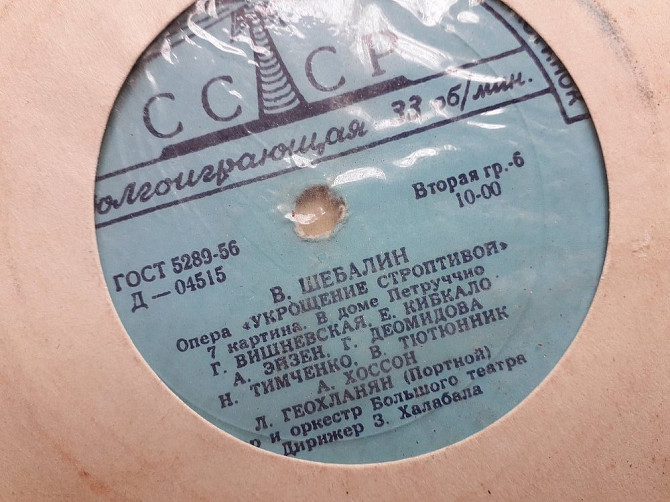 СССР
олгоиграющая 33 об/мин.
Вторая гр.-6
10-00
ГОСТ 5289-56
Д—04515
В. ШЕБАЛИН
Опера «УКРОЩЕНИЕ СТРОПТИВОЙ»
7 картина. В доме Петруччио
Г. ВИШНЕВСКАЯ, Е. КИБКАЛО
А. ЭЙЗЕН, Г. ДЕОМИДОВА
Н. ТИМЧЕНКО, В. ТЮТЮННИК
А. ХОССОН
Л. ГЕОХЛАНЯН (Портной)
р и оркестр Большого театра
Дирижер З. Халабала